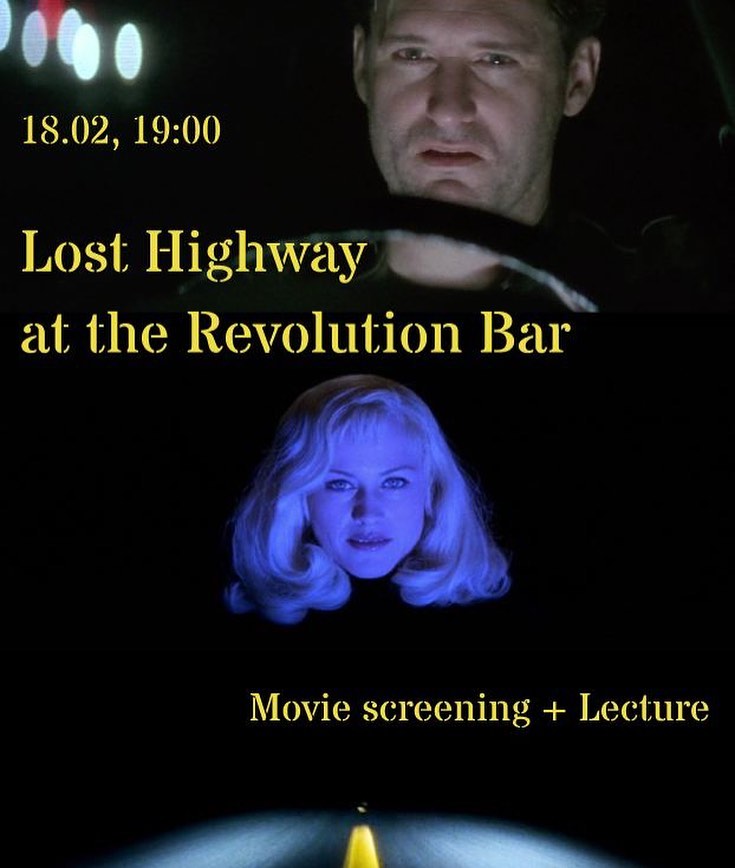 18.02, 19:00
Lost Highway
at the Revolution Bar
Movie screening + Lecture